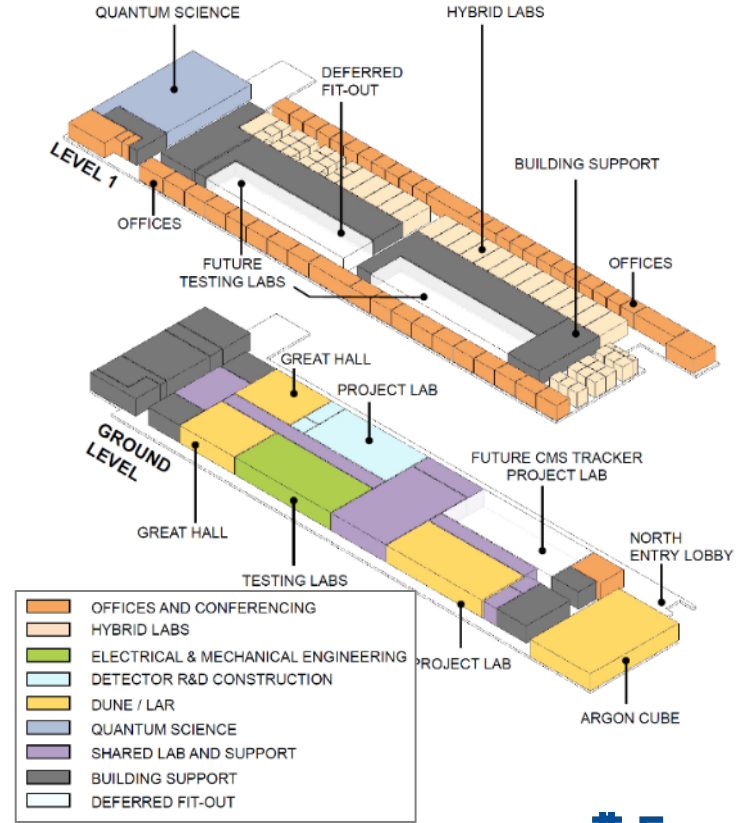 QUANTUM SCIENCE
HYBRID LABS
DEFERRED
FIT-OUT
BUILDING SUPPORT
LEVEL 1
OFFICES
FUTURE
TESTING LABS
OFFICES
GREAT HALL
PROJECT LAB
GROUND
LEVEL
FUTURE CMS TRACKER
PROJECT LAB
GREAT HALL
NORTH
ENTRY LOBBY
TESTING LABS
PROJECT LAB
ARGON CUBE
OFFICES AND CONFERENCING
HYBRID LABS
ELECTRICAL & MECHANICAL ENGINEERING
DETECTOR R&D CONSTRUCTION
DUNE / LAR
QUANTUM SCIENCE
SHARED LAB AND SUPPORT
BUILDING SUPPORT
DEFERRED FIT-OUT